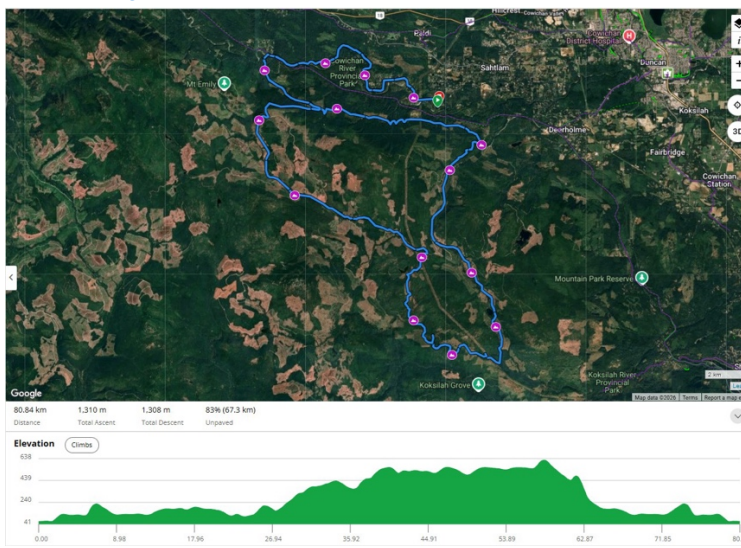 Hillcrest
Cowichan Lake
18
Paldi
Cowichan
District Hospital
H
Cowichan
River
Provincial
Park
Sahtlam
Duncan
Mt Emily
Koksilah
Deerholme
3D
Fairbridge
Cowichan
Station
Mountain Park Reserve
Koksilah River
Provincial
Park
Koksilah Grove
2 km
Google
Map data ©2026 Terms Report a map e
80.84 km 1,310 m 1,308 m 83% (67.3 km)
Distance Total Ascent Total Descent Unpaved
Elevation Climbs
638
439
240
41
0.00 8.98 17.96 26.94 35.92 44.91 53.89 62.87 71.85 80.